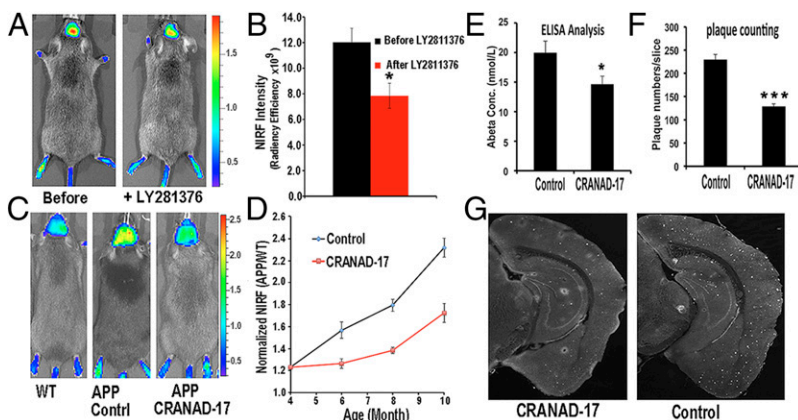 A
1.5
1.0
0.5
Before
+ LY281376
B
NIRF Intensity
(Radiency Efficiency x10⁹)
14.0
12.0
10.0
8.0
6.0
4.0
2.0
0.0
Before LY2811376
After LY2811376
*
E
ELISA Analysis
Abeta Conc. (nmol/L)
25
20
15
10
5
0
*
Control
CRANAD-17
F
plaque counting
Plaque numbers/slice
300
250
200
150
100
50
0
***
Control
CRANAD-17
C
2.5
2.0
1.5
1.0
0.5
WT
APP
Contrl
APP
CRANAD-17
D
Normalized NIRF (APP/WT)
2.6
2.4
2.2
2.0
1.8
1.6
1.4
1.2
1.0
Control
CRANAD-17
4
6
8
10
Age (Month)
G
CRANAD-17
Control